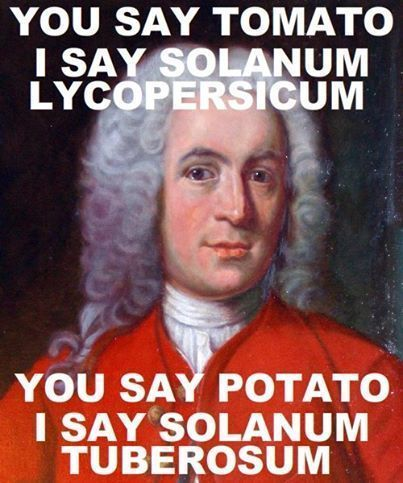 YOU SAY TOMATO
I SAY SOLANUM
LYCOPERSICUM
YOU SAY POTATO
I SAY SOLANUM
TUBEROSUM